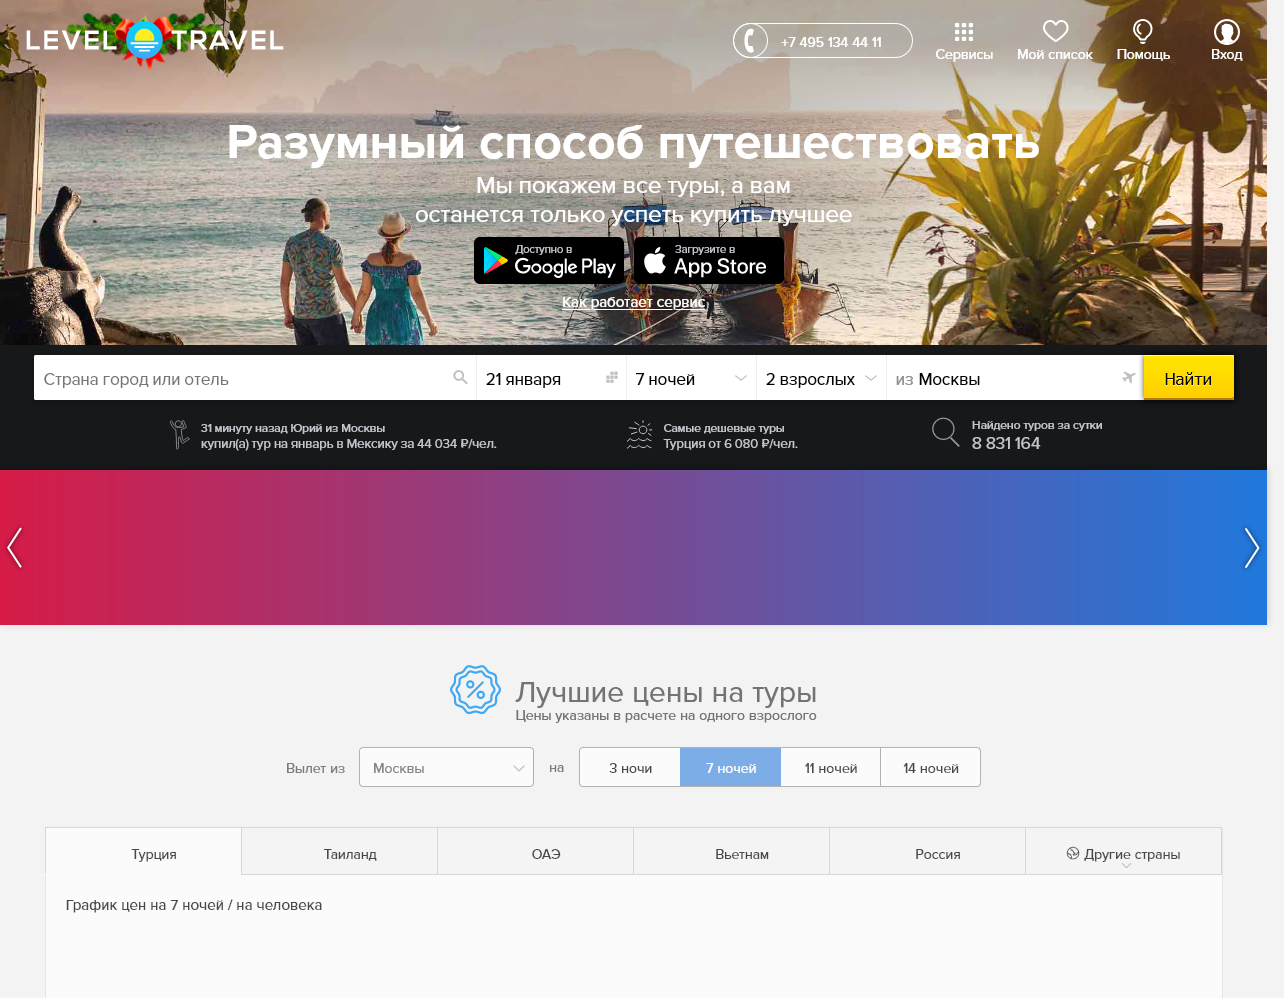 LEVEL TRAVEL
+7 495 134 44 11
Сервисы
Мой список
Помощь
Вход
Разумный способ путешествовать
Мы покажем все туры, а вам
останется только успеть купить лучшее
Доступно в
Google Play
Загрузите в
App Store
Как работает сервис
Страна город или отель
21 января
7 ночей
2 взрослых
из Москвы
Найти
31 минуту назад Юрий из Москвы
купил(а) тур на январь в Мексику за 44 034 ₽/чел.
Самые дешевые туры
Турция от 6 080 ₽/чел.
Найдено туров за сутки
8 831 164
Лучшие цены на туры
Цены указаны в расчете на одного взрослого
Вылет из
Москвы
на
3 ночи
7 ночей
11 ночей
14 ночей
Турция
Таиланд
ОАЭ
Вьетнам
Россия
Другие страны
График цен на 7 ночей / на человека